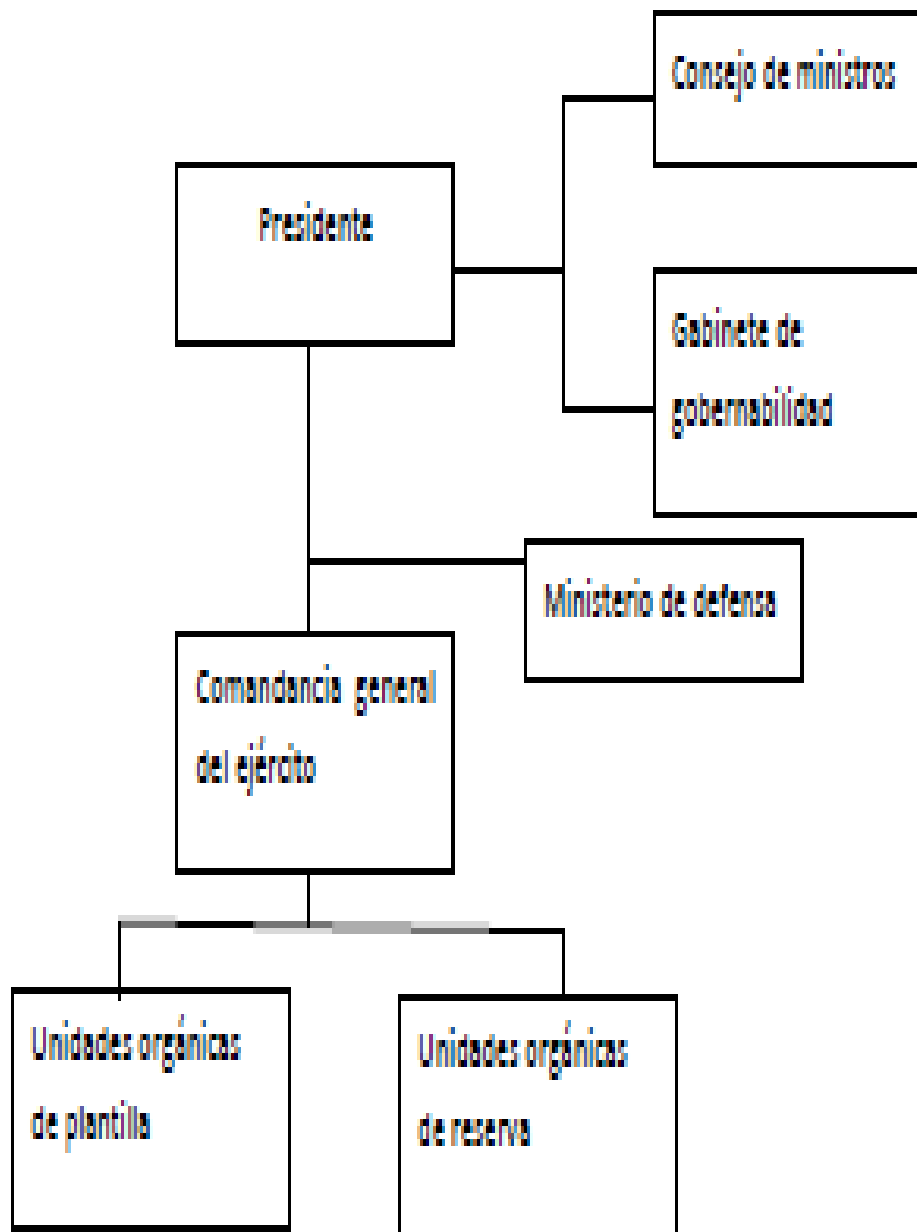 Consejo de ministros
Presidente
Gabinete de
gobernabilidad
Ministerio de defensa
Comandancia general
del ejército
Unidades orgánicas
de plantilla
Unidades orgánicas
de reserva